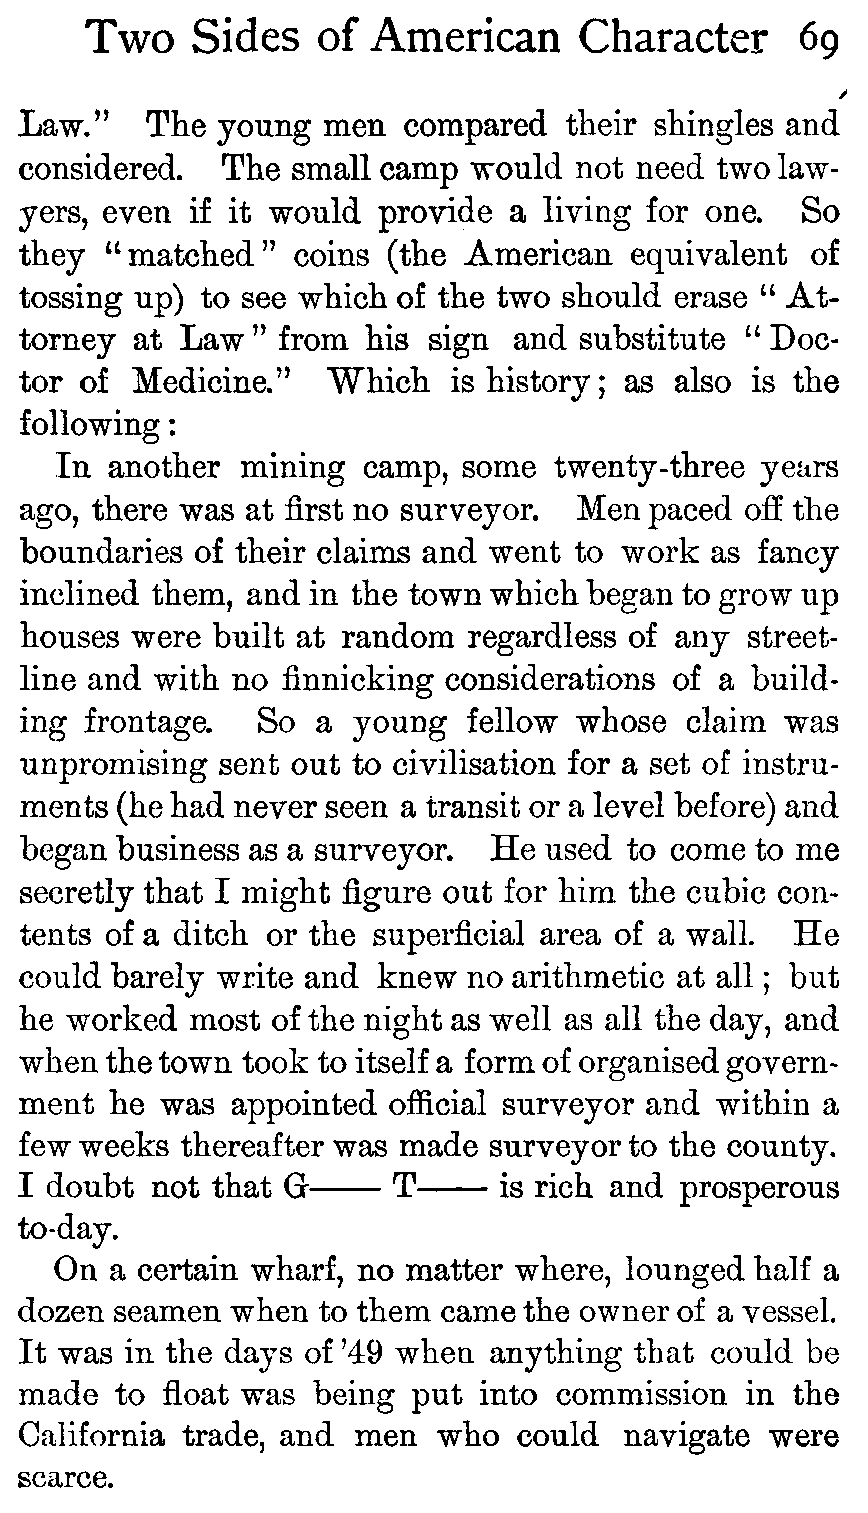 Two Sides of American Character 69
Law." The young men compared their shingles and
considered. The small camp would not need two law-
yers, even if it would provide a living for one. So
they "matched" coins (the American equivalent of
tossing up) to see which of the two should erase "At-
torney at Law" from his sign and substitute "Doc-
tor of Medicine." Which is history; as also is the
following:
In another mining camp, some twenty-three years
ago, there was at first no surveyor. Men paced off the
boundaries of their claims and went to work as fancy
inclined them, and in the town which began to grow up
houses were built at random regardless of any street-
line and with no finnicking considerations of a build-
ing frontage. So a young fellow whose claim was
unpromising sent out to civilisation for a set of instru-
ments (he had never seen a transit or a level before) and
began business as a surveyor. He used to come to me
secretly that I might figure out for him the cubic con-
tents of a ditch or the superficial area of a wall. He
could barely write and knew no arithmetic at all; but
he worked most of the night as well as all the day, and
when the town took to itself a form of organised govern-
ment he was appointed official surveyor and within a
few weeks thereafter was made surveyor to the county.
I doubt not that G—— T—— is rich and prosperous
to-day.
On a certain wharf, no matter where, lounged half a
dozen seamen when to them came the owner of a vessel.
It was in the days of '49 when anything that could be
made to float was being put into commission in the
California trade, and men who could navigate were
scarce.